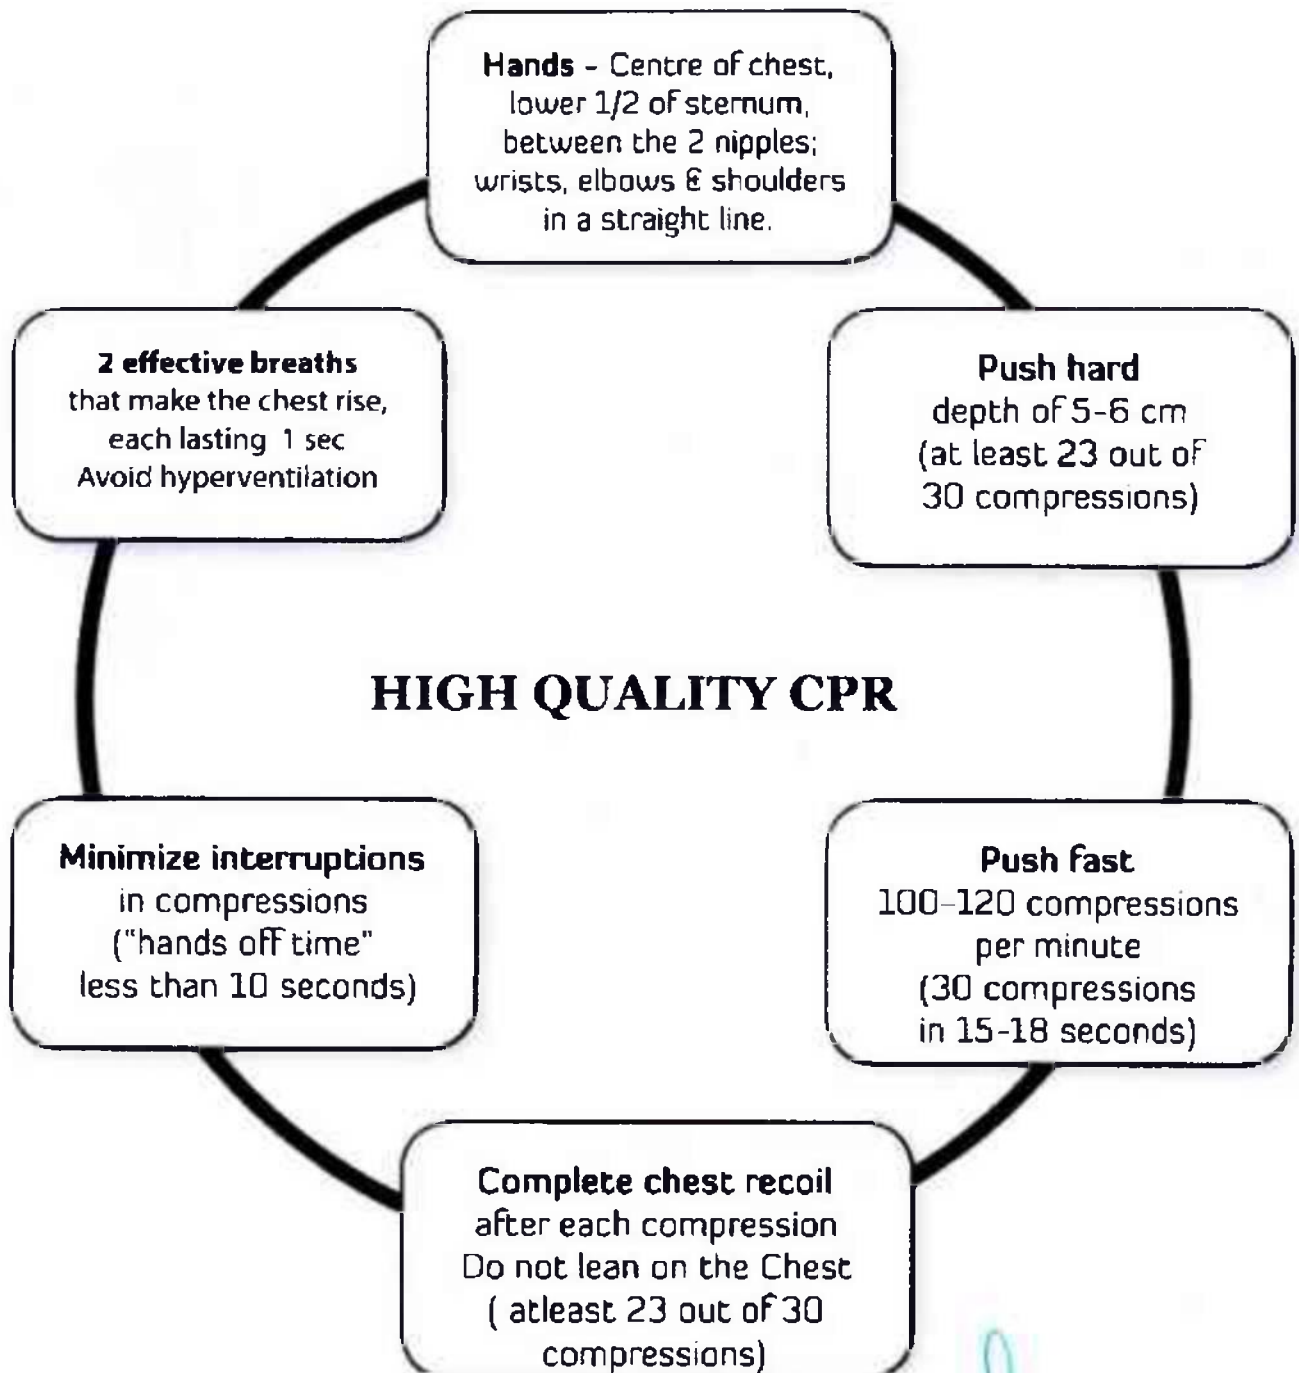 Hands - Centre of chest,
lower 1/2 of sternum,
between the 2 nipples;
wrists, elbows & shoulders
in a straight line.
Push hard
depth of 5-6 cm
(at least 23 out of
30 compressions)
Push fast
100-120 compressions
per minute
(30 compressions
in 15-18 seconds)
Complete chest recoil
after each compression
Do not lean on the Chest
( atleast 23 out of 30
compressions)
Minimize interruptions
in compressions
("hands off time"
less than 10 seconds)
2 effective breaths
that make the chest rise,
each lasting 1 sec
Avoid hyperventilation
HIGH QUALITY CPR